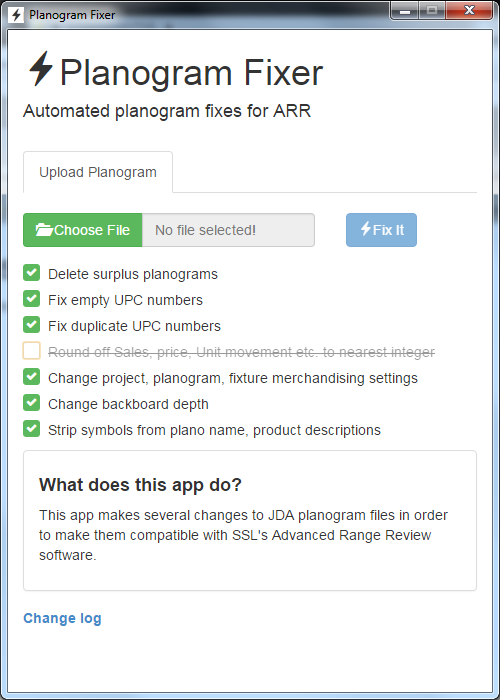 Planogram Fixer
Planogram Fixer
Automated planogram fixes for ARR
Upload Planogram
Choose File No file selected! Fix It
Delete surplus planograms
Fix empty UPC numbers
Fix duplicate UPC numbers
Round off Sales, price, Unit movement etc. to nearest integer
Change project, planogram, fixture merchandising settings
Change backboard depth
Strip symbols from plano name, product descriptions
What does this app do?
This app makes several changes to JDA planogram files in order
to make them compatible with SSL's Advanced Range Review
software.
Change log